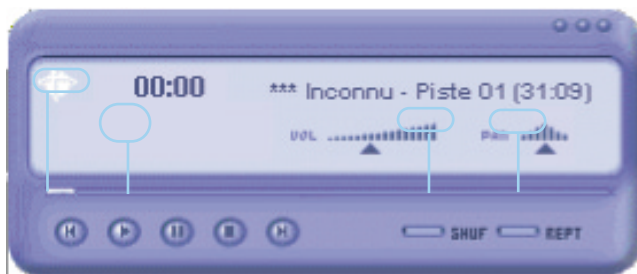 00:00
*** Inconnu - Piste 01 (31:09)
VOL PAN
SHUF REPT